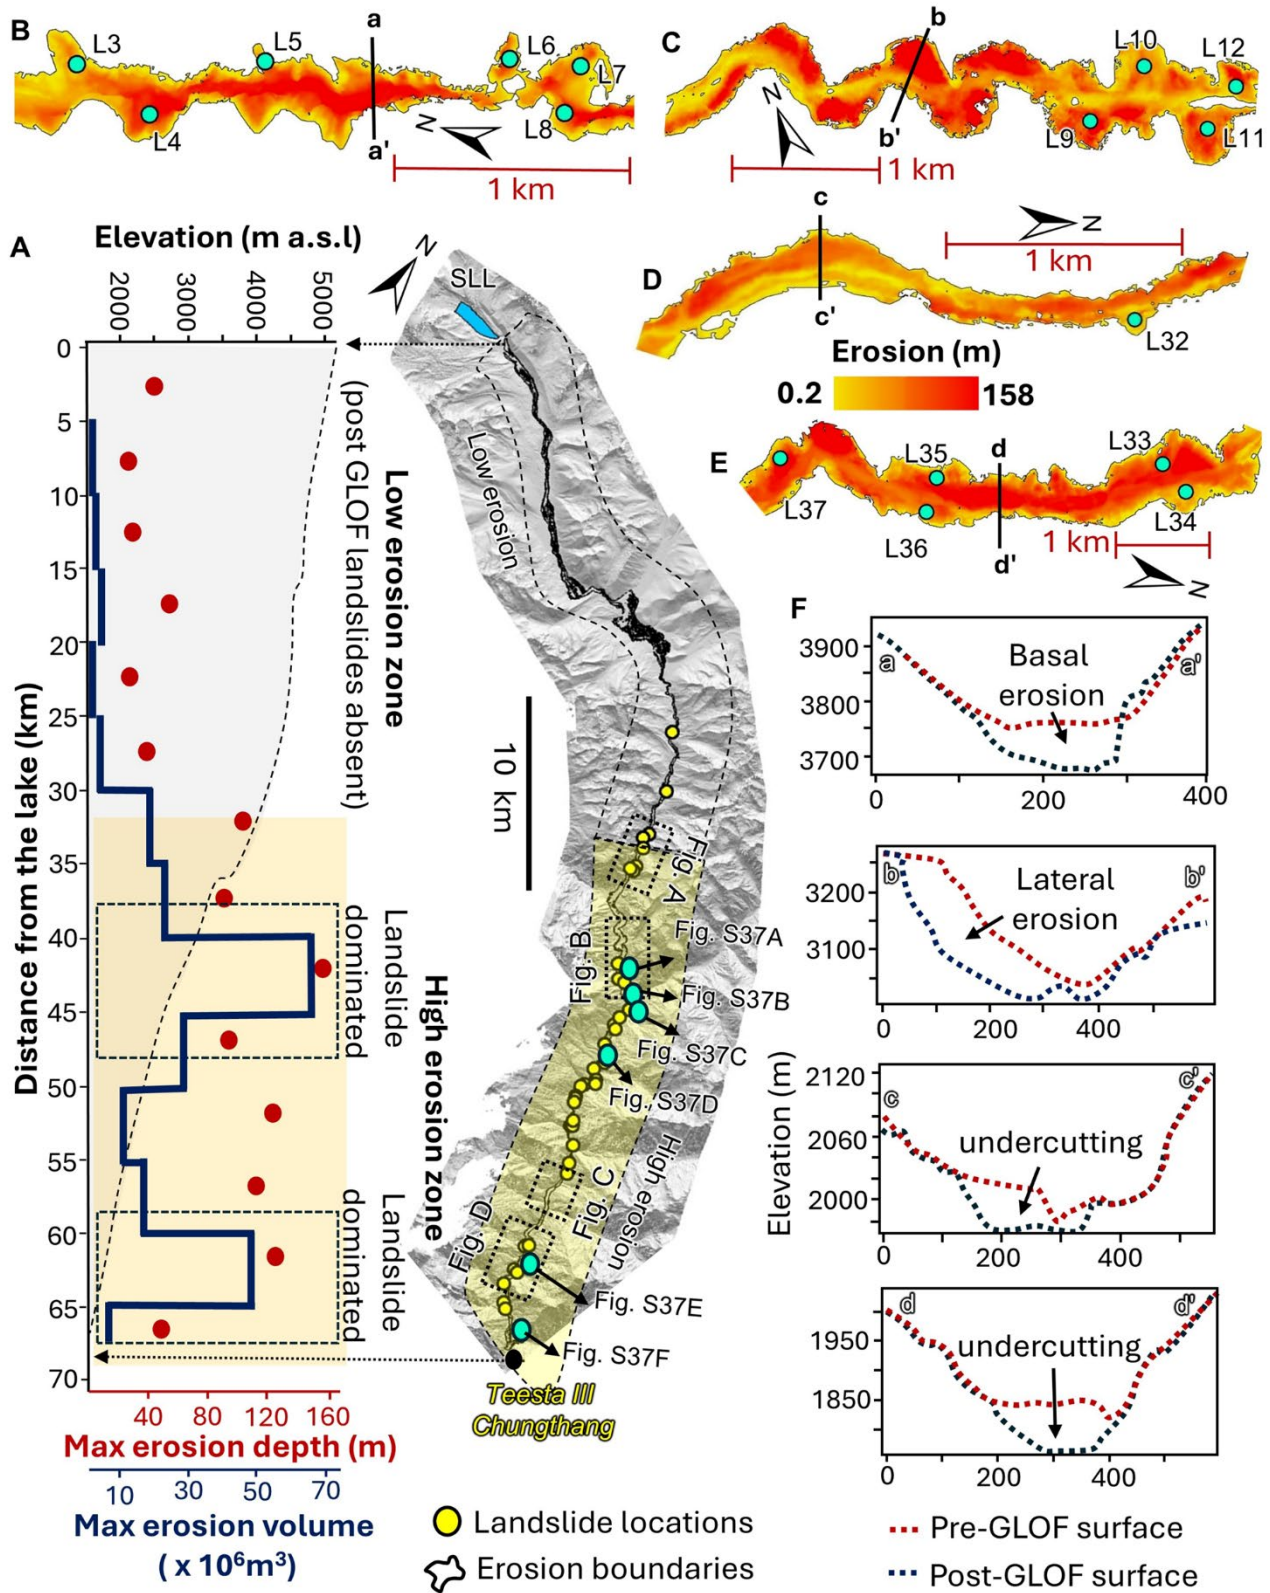 B
L3
L5
a
L6
L7
L4
L8
N
a'
1 km
C
b
L10
L12
N
b'
L9
L11
1 km
A
Elevation (m a.s.l)
2000
3000
4000
5000
N
SLL
c
N
1 km
D
c'
L32
Erosion (m)
0.2
158
E
L35
d
L33
L37
L36
L34
1 km
d'
N
0
5
10
15
20
25
30
35
40
45
50
55
60
65
70
Distance from the lake (km)
(post GLOF landslides absent)
Low erosion zone
High erosion zone
Landslide
dominated
Landslide
dominated
Low erosion
10 km
Fig. A
Fig. B
Fig. S37A
Fig. S37B
Fig. S37C
Fig. S37D
High erosion
Fig. C
Fig. D
Fig. S37E
Fig. S37F
Teesta III
Chungthang
40
80
120
160
Max erosion depth (m)
10
30
50
70
Max erosion volume
( x 10⁶m³)
Landslide locations
Erosion boundaries
F
3900
3800
3700
a
a'
Basal
erosion
0
200
400
3200
3100
b
b'
Lateral
erosion
0
200
400
Elevation (m)
2120
2060
2000
c
c'
undercutting
0
200
400
1950
1850
d
d'
undercutting
0
200
400
Pre-GLOF surface
Post-GLOF surface